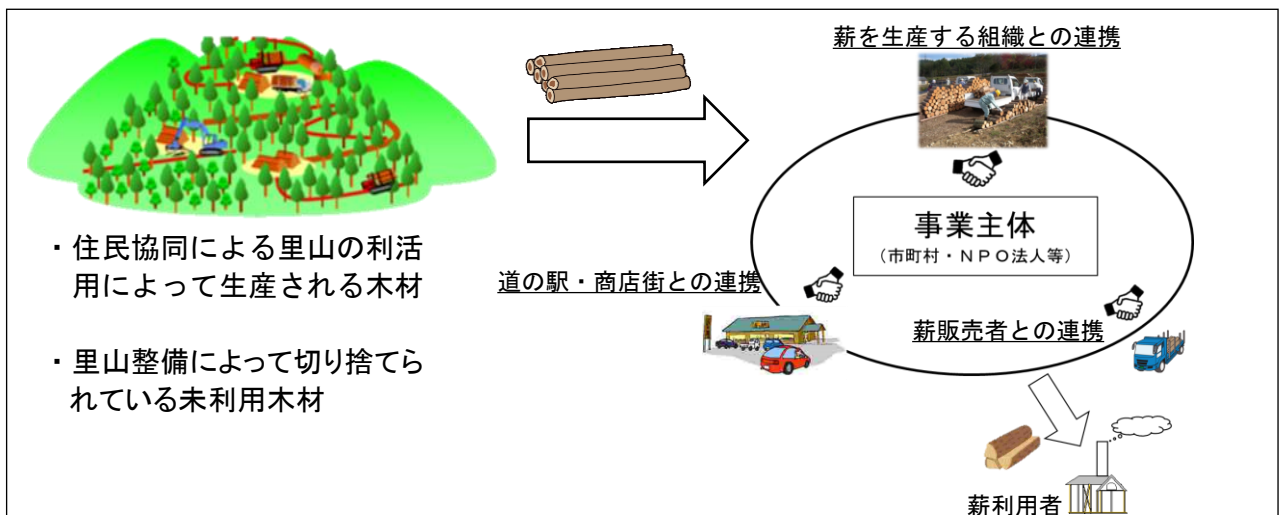 薪を生産する組織との連携
事業主体
(市町村・NPO法人等)
・住民協同による里山の利活
用によって生産される木材
道の駅・商店街との連携
薪販売者との連携
・里山整備によって切り捨てら
れている未利用木材
薪利用者